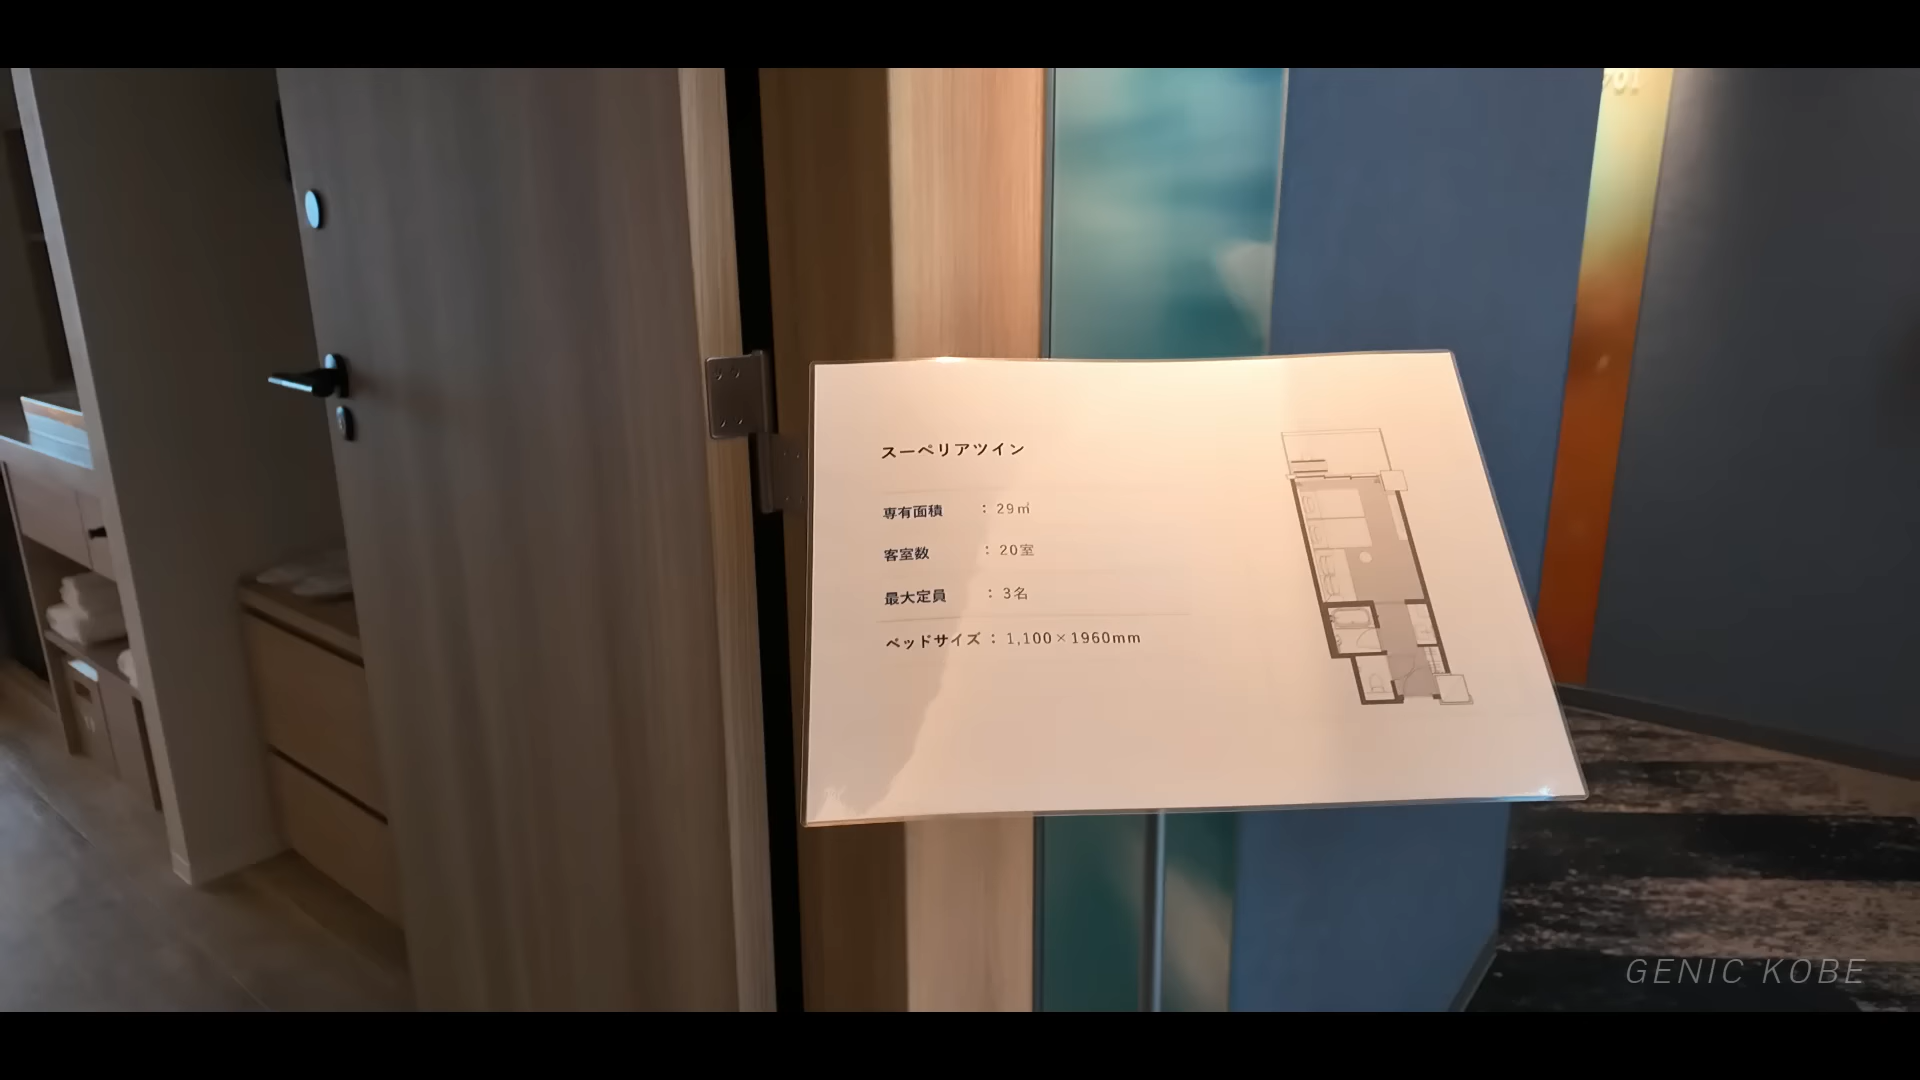 スーペリアツイン
専有面積 : 29㎡
客室数 : 20室
最大定員 : 3名
ベッドサイズ : 1,100×1960mm
GENIC KOBE